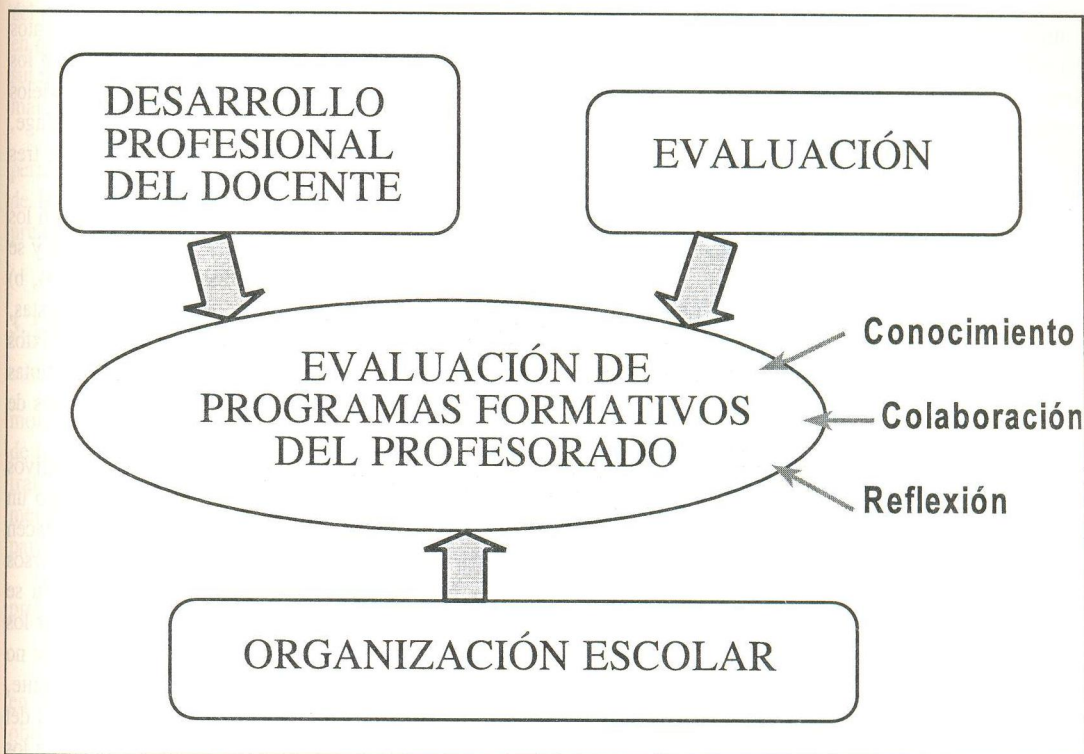 DESARROLLO
PROFESIONAL
DEL DOCENTE
EVALUACIÓN
EVALUACIÓN DE
PROGRAMAS FORMATIVOS
DEL PROFESORADO
Conocimiento
Colaboración
Reflexión
ORGANIZACIÓN ESCOLAR